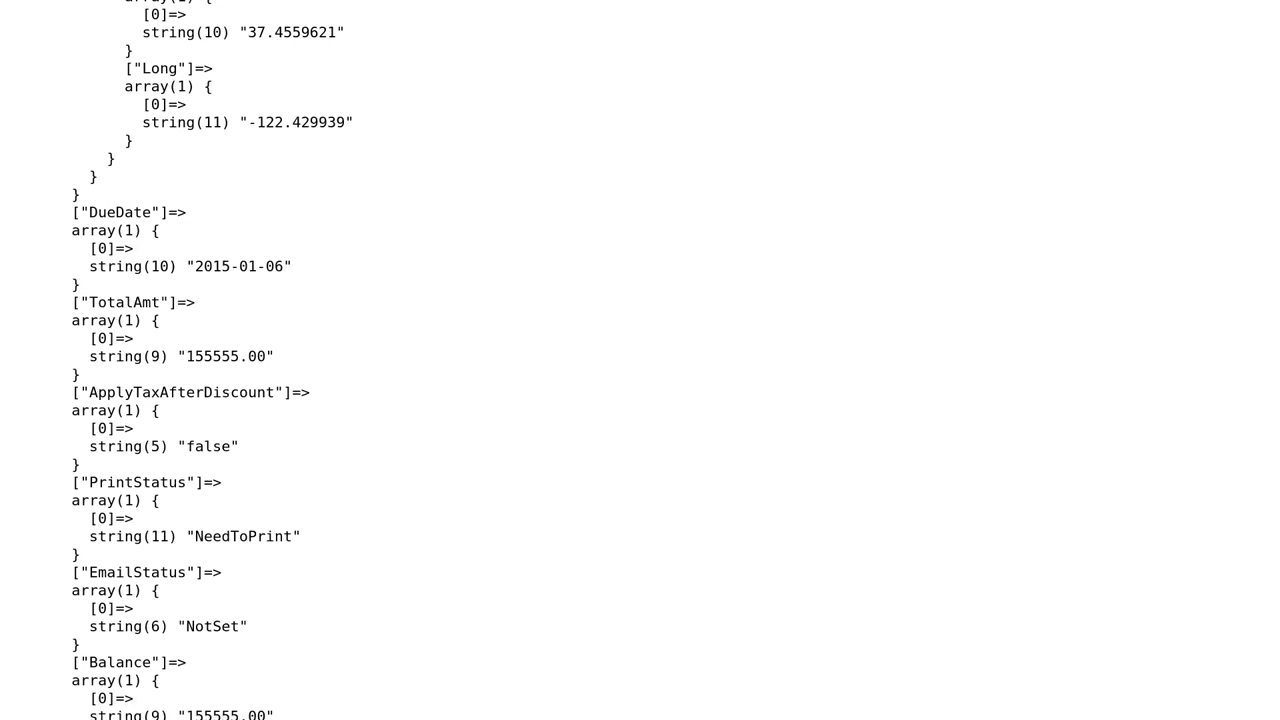 array(1) {
[0]=>
string(10) "37.4559621"
}
["Long"]=>
array(1) {
[0]=>
string(11) "-122.429939"
}
}
}
}
["DueDate"]=>
array(1) {
[0]=>
string(10) "2015-01-06"
}
["TotalAmt"]=>
array(1) {
[0]=>
string(9) "155555.00"
}
["ApplyTaxAfterDiscount"]=>
array(1) {
[0]=>
string(5) "false"
}
["PrintStatus"]=>
array(1) {
[0]=>
string(11) "NeedToPrint"
}
["EmailStatus"]=>
array(1) {
[0]=>
string(6) "NotSet"
}
["Balance"]=>
array(1) {
[0]=>
string(9) "155555.00"